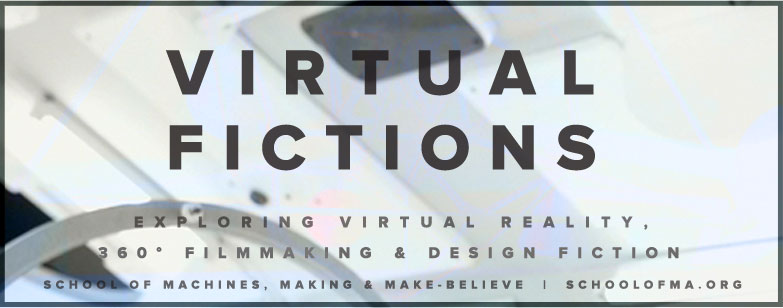 VIRTUAL
FICTIONS
EXPLORING VIRTUAL REALITY,
360° FILMMAKING & DESIGN FICTION
SCHOOL OF MACHINES, MAKING & MAKE-BELIEVE | SCHOOLOFMA.ORG